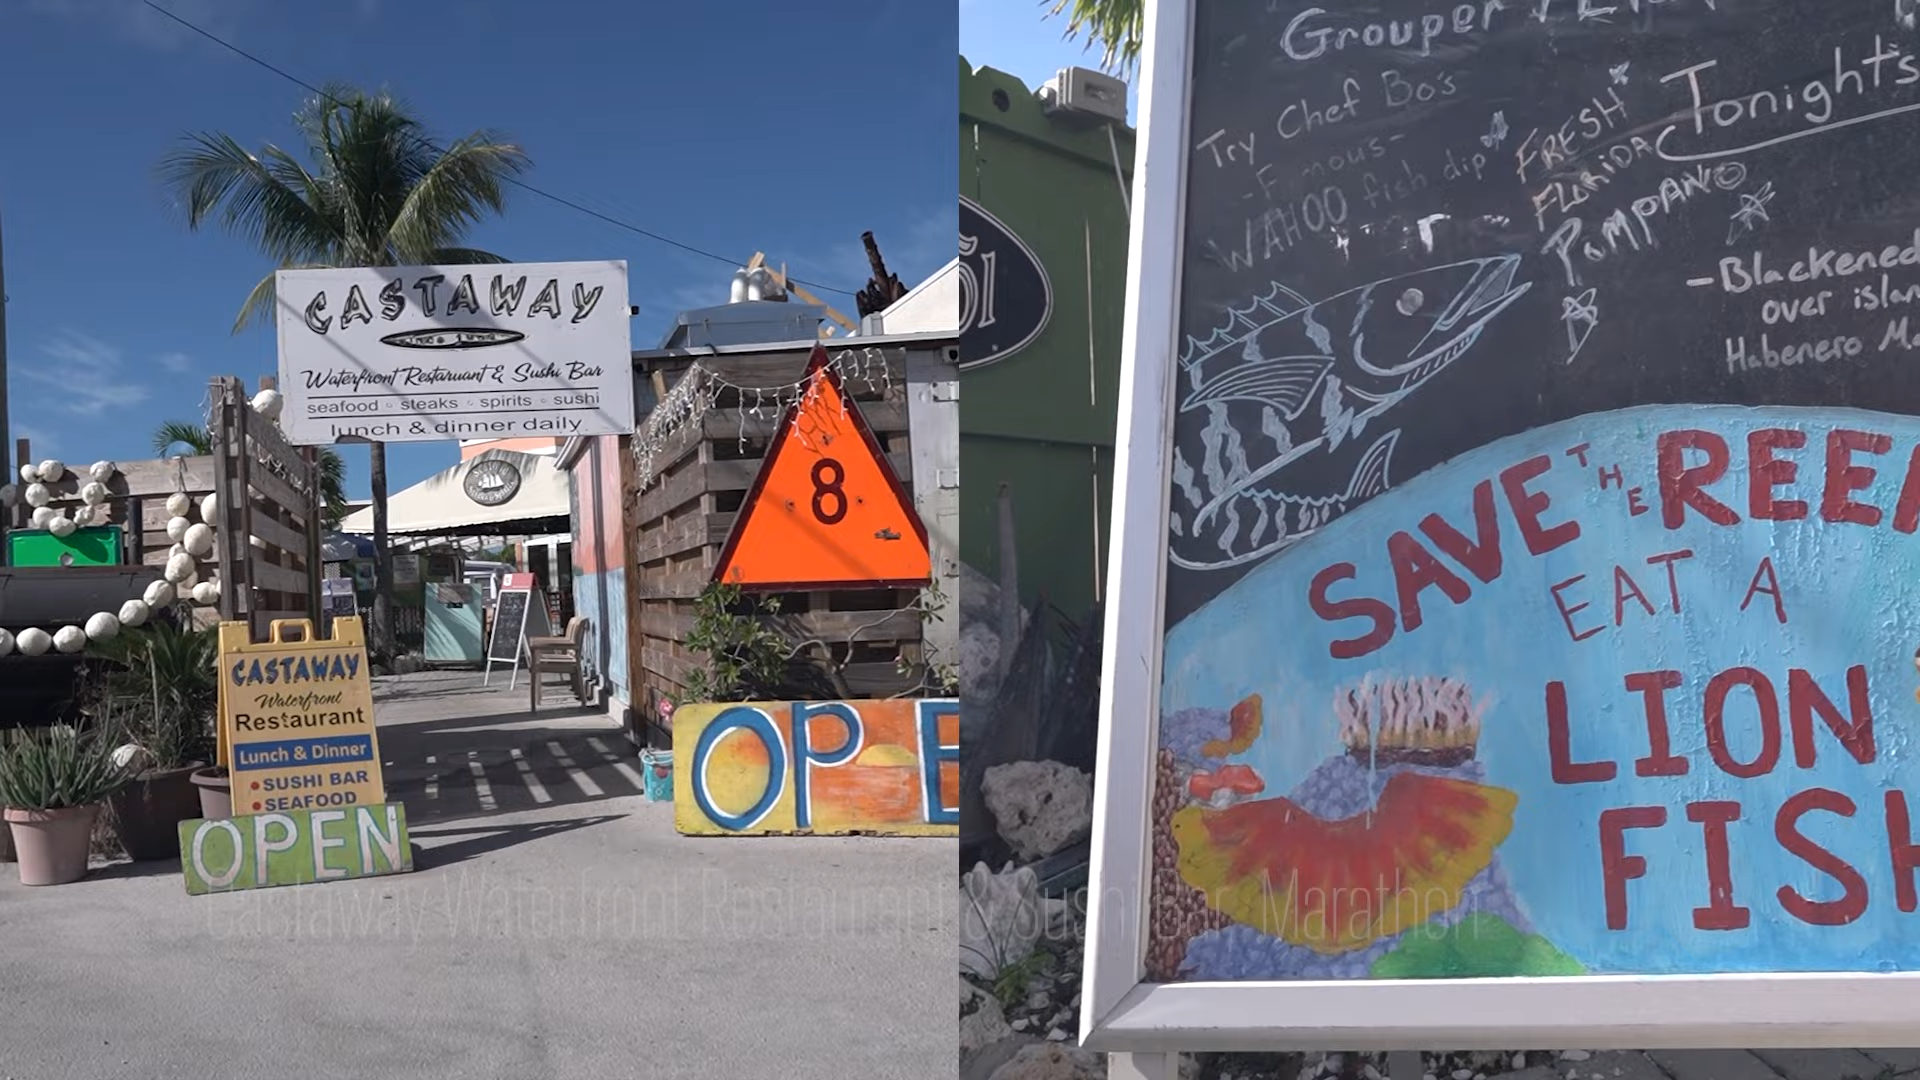 CASTAWAY
Waterfront Restaruant & Sushi Bar
seafood ◦ steaks ◦ spirits ◦ sushi
lunch & dinner daily
8
CASTAWAY
Waterfront
Restaurant
Lunch & Dinner
• SUSHI BAR
• SEAFOOD
OPEN
OPE
Grouper
Try Chef Bo's
-Famous-
WAHOO fish dip
FRESH
FLORIDA
POMPANO
Tonight's
-Blackened
over
Habenero
SAVE THE REEF
EAT A
LION
FISH
Castaway Waterfront Restaurant & Sushi Bar, Marathon